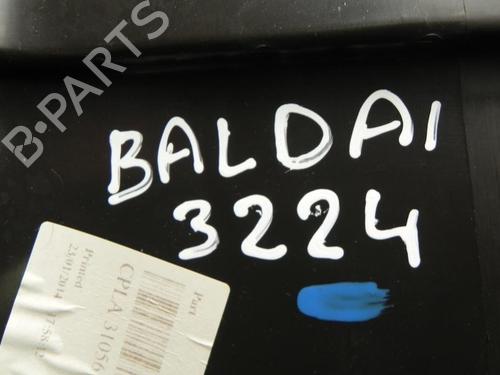 B-PARTS
BALDAI
3224
Part
CPLA 31056
Printed
23/01/2014